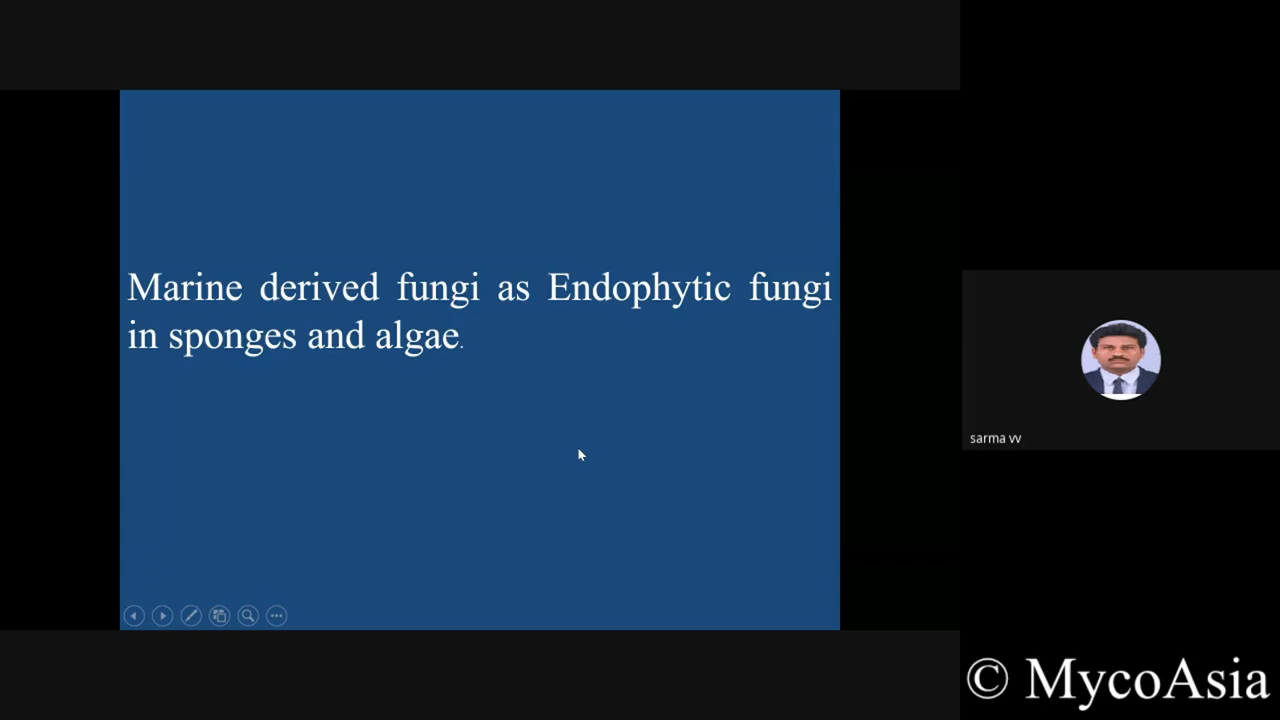 Marine derived fungi as Endophytic fungi
in sponges and algae.
sarma vv
© MycoAsia